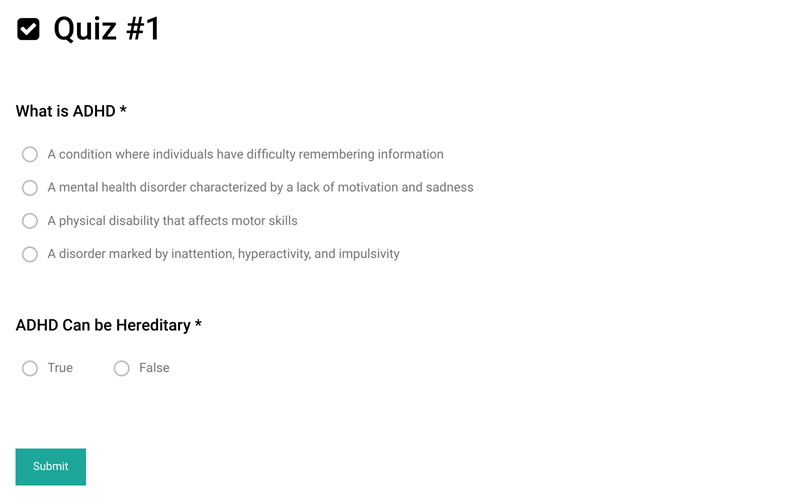 Quiz #1
What is ADHD *
A condition where individuals have difficulty remembering information
A mental health disorder characterized by a lack of motivation and sadness
A physical disability that affects motor skills
A disorder marked by inattention, hyperactivity, and impulsivity
ADHD Can be Hereditary *
True False
Submit